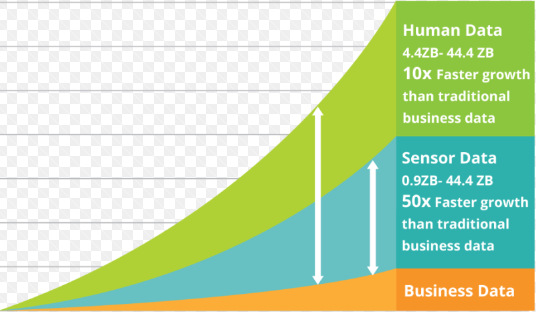 Human Data
4.4ZB- 44.4 ZB
10x Faster growth
than traditional
business data
Sensor Data
0.9ZB- 44.4 ZB
50x Faster growth
than traditional
business data
Business Data